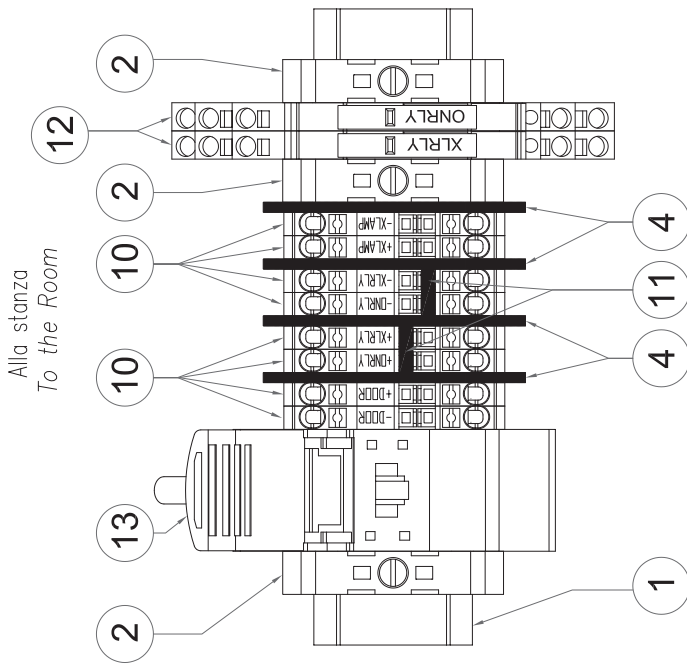 Alla stanza
To the Room
2
13
10
10
2
12
2
-DOOR
+DOOR
+ONRLY
+XLRLY
-ONRLY
-XLRLY
+XLAMP
-XLAMP
XLRLY
ONRLY
1
4
11
4